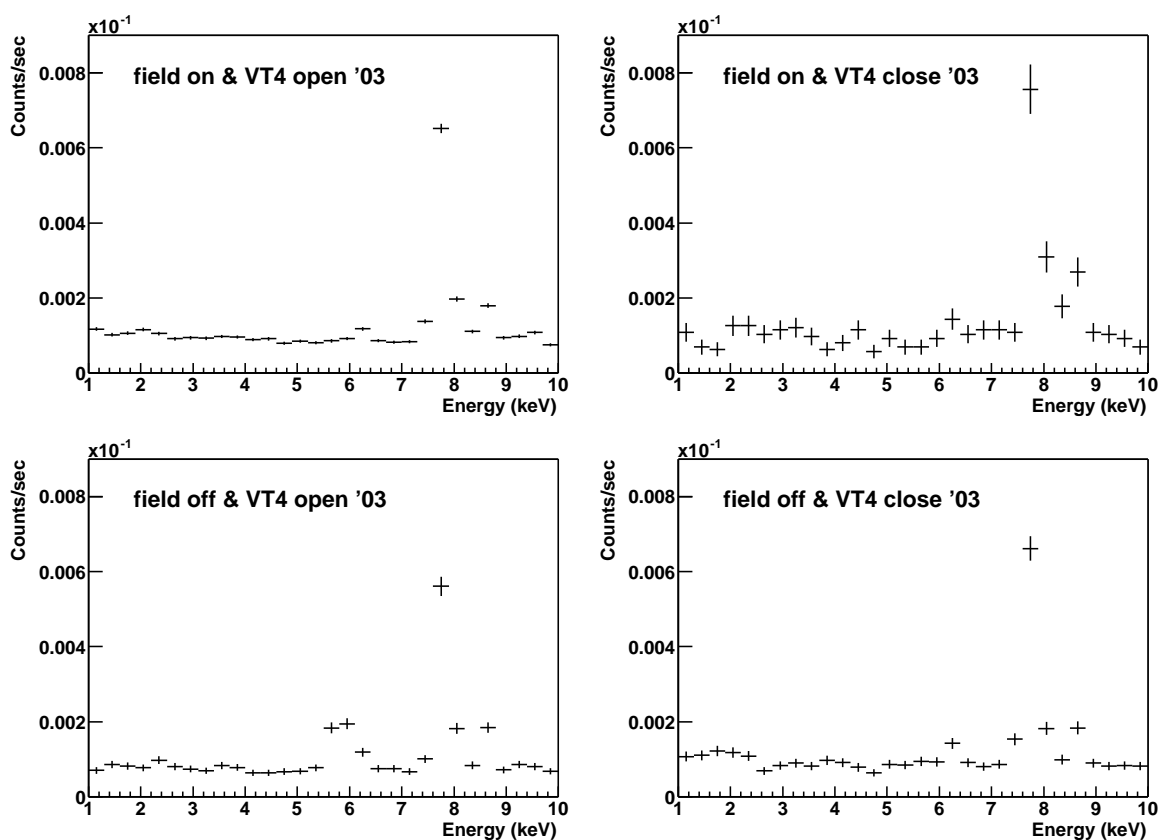 x10⁻¹
Counts/sec
0.008
0.006
0.004
0.002
0
field on & VT4 open ’03
1 2 3 4 5 6 7 8 9 10
Energy (keV)
x10⁻¹
Counts/sec
0.008
0.006
0.004
0.002
0
field on & VT4 close ’03
1 2 3 4 5 6 7 8 9 10
Energy (keV)
x10⁻¹
Counts/sec
0.008
0.006
0.004
0.002
0
field off & VT4 open ’03
1 2 3 4 5 6 7 8 9 10
Energy (keV)
x10⁻¹
Counts/sec
0.008
0.006
0.004
0.002
0
field off & VT4 close ’03
1 2 3 4 5 6 7 8 9 10
Energy (keV)